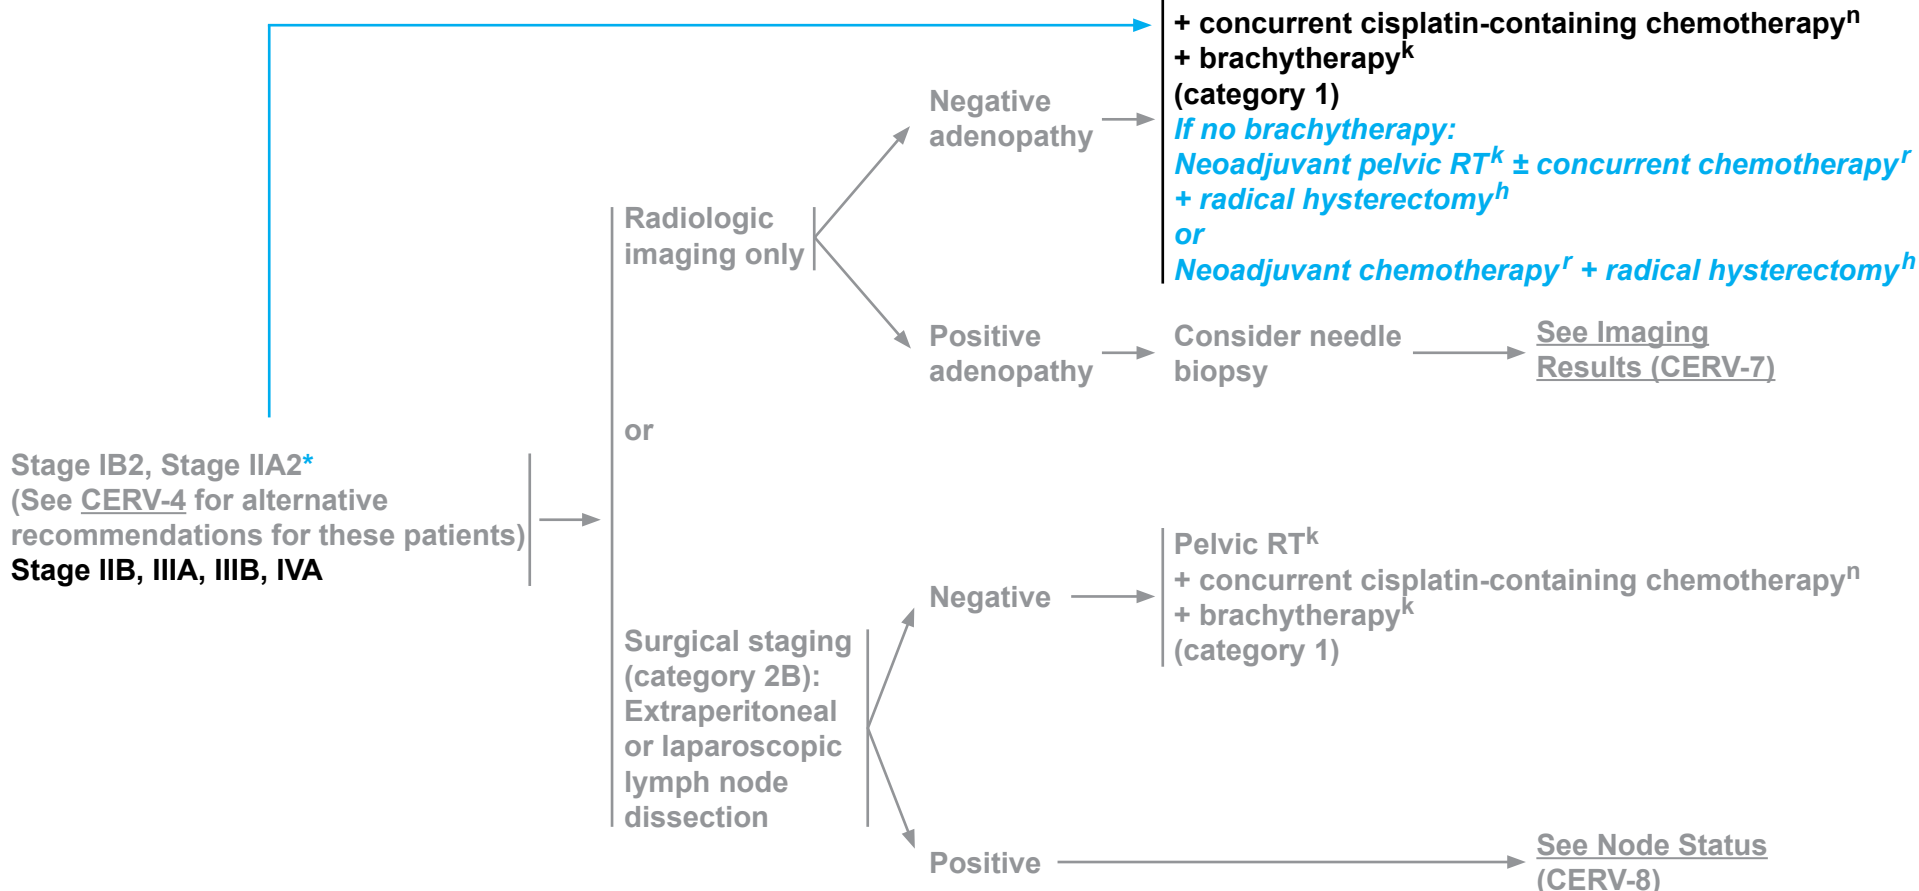 + concurrent cisplatin-containing chemotherapyⁿ
+ brachytherapyᵏ
(category 1)
If no brachytherapy:
Neoadjuvant pelvic RTᵏ ± concurrent chemotherapyʳ
+ radical hysterectomyʰ
or
Neoadjuvant chemotherapyʳ + radical hysterectomyʰ
Negative
adenopathy
Radiologic
imaging only
Positive
adenopathy
Consider needle
biopsy
See Imaging
Results (CERV-7)
or
Stage IB2, Stage IIA2*
(See CERV-4 for alternative
recommendations for these patients)
Stage IIB, IIIA, IIIB, IVA
Pelvic RTᵏ
+ concurrent cisplatin-containing chemotherapyⁿ
+ brachytherapyᵏ
(category 1)
Negative
Surgical staging
(category 2B):
Extraperitoneal
or laparoscopic
lymph node
dissection
Positive
See Node Status
(CERV-8)